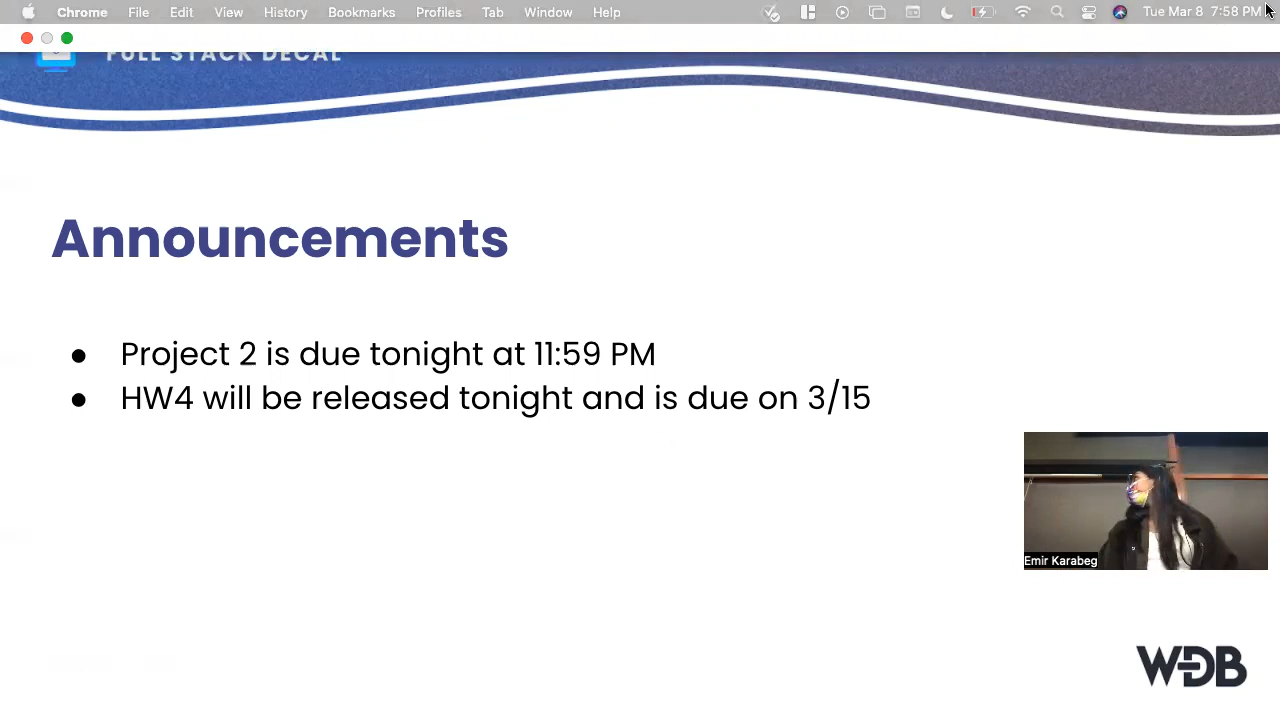 Chrome File Edit View History Bookmarks Profiles Tab Window Help Tue Mar 8 7:58 PM
FULL STACK DECAL
Announcements
● Project 2 is due tonight at 11:59 PM
● HW4 will be released tonight and is due on 3/15
Emir Karabeg
WDB